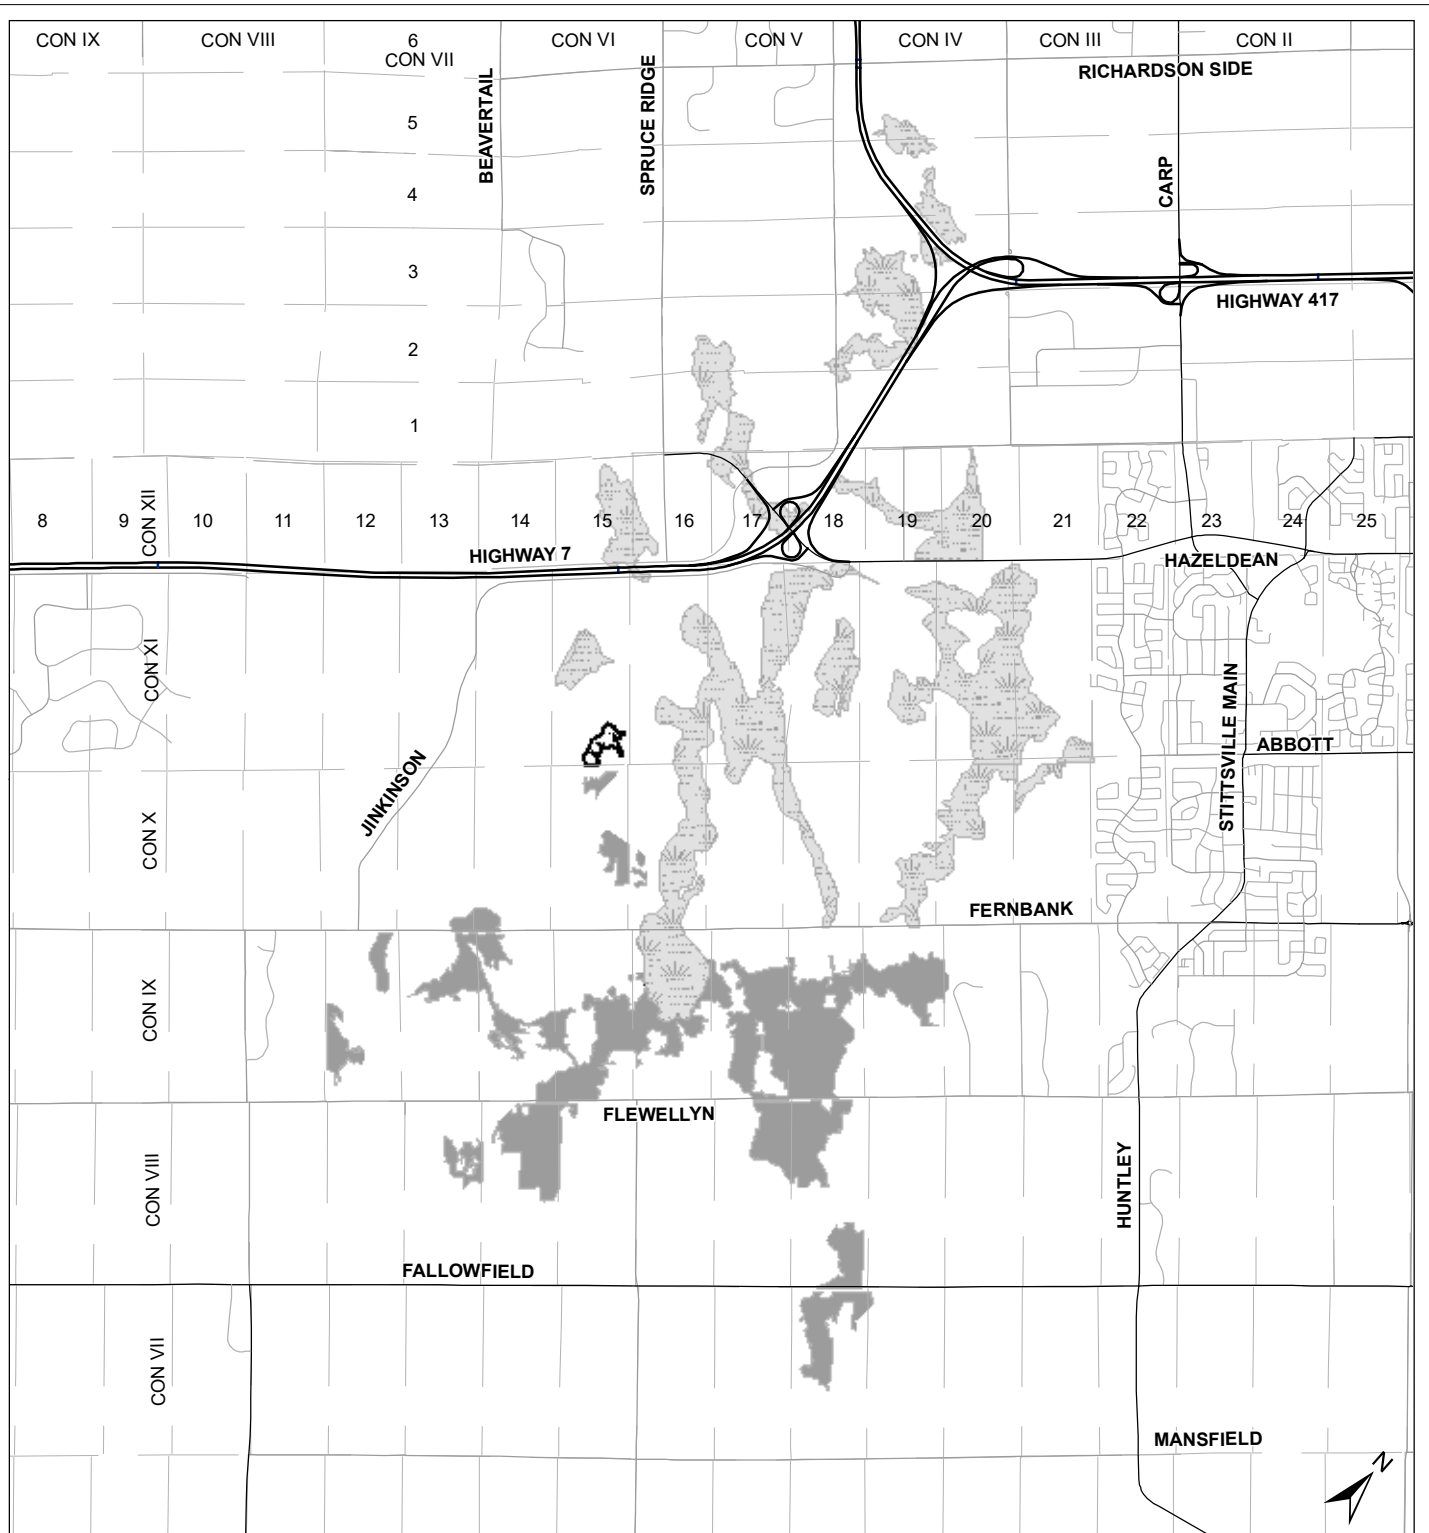 CON IX
CON VIII
6
CON VII
CON VI
CON V
CON IV
CON III
CON II
RICHARDSON SIDE
BEAVERTAIL
SPRUCE RIDGE
CARP
5
4
3
2
1
HIGHWAY 417
8
9
CON XII
10
11
12
13
14
15
16
17
18
19
20
21
22
23
24
25
HIGHWAY 7
HAZELDEAN
CON XI
STITTSVILLE MAIN
ABBOTT
JINKINSON
CON X
FERNBANK
CON IX
FLEWELLYN
CON VIII
HUNTLEY
FALLOWFIELD
CON VII
MANSFIELD
N